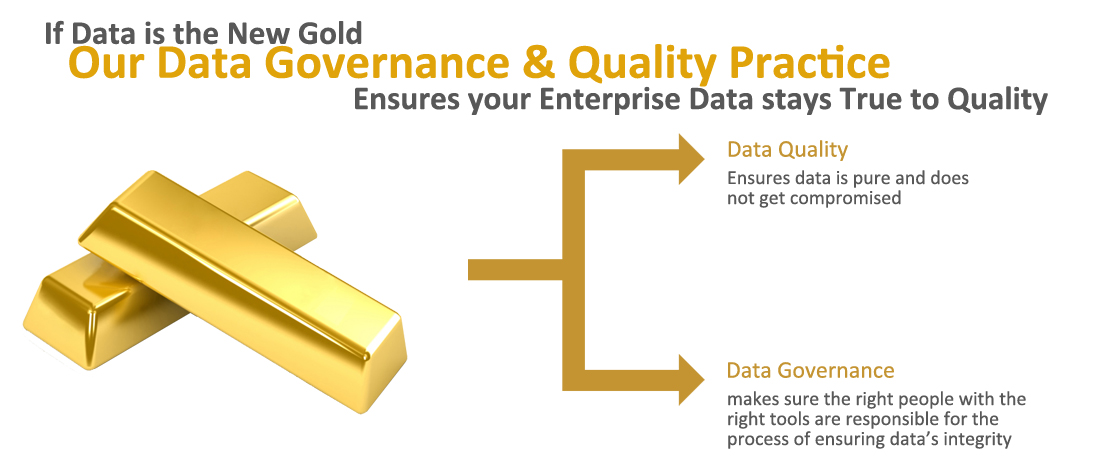 If Data is the New Gold
Our Data Governance & Quality Practice
Ensures your Enterprise Data stays True to Quality
Data Quality
Ensures data is pure and does
not get compromised
Data Governance
makes sure the right people with the
right tools are responsible for the
process of ensuring data’s integrity